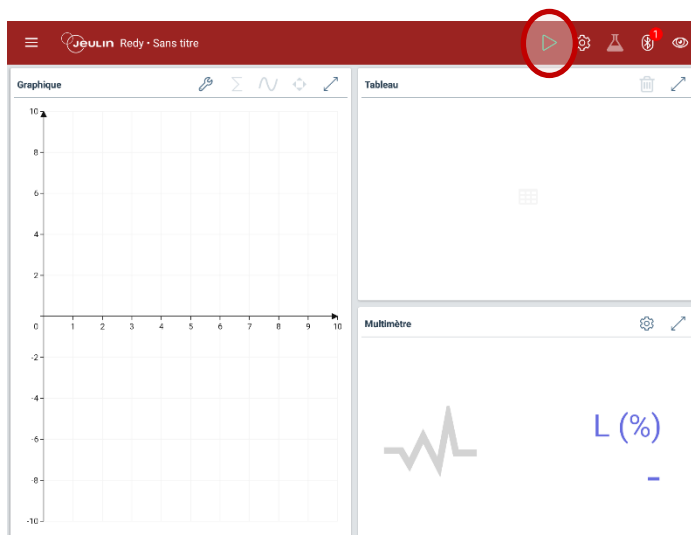 Jeulin Redy • Sans titre
1
Graphique
10
8
6
4
2
0
1 2 3 4 5 6 7 8 9 10
-2
-4
-6
-8
-10
Tableau
Multimètre
L (%)
-